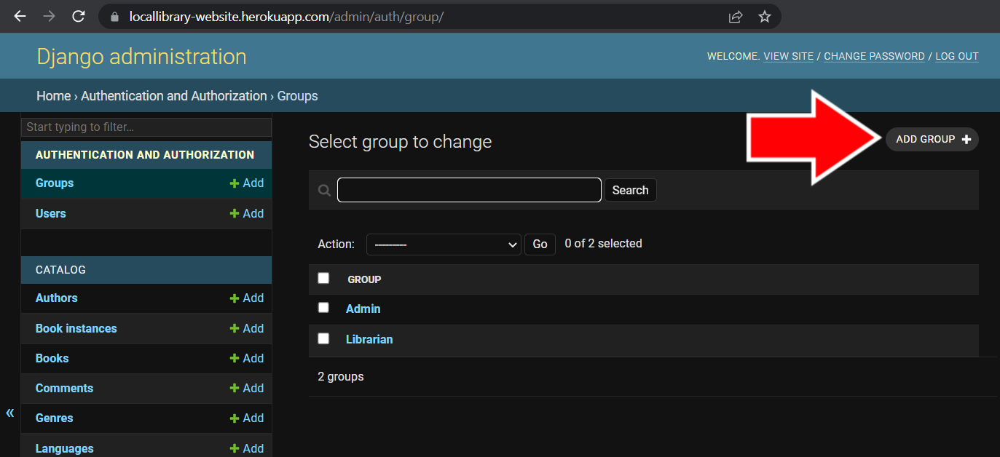 locallibrary-website.herokuapp.com/admin/auth/group/
Django administration
WELCOME. VIEW SITE / CHANGE PASSWORD / LOG OUT
Home › Authentication and Authorization › Groups
Start typing to filter...
AUTHENTICATION AND AUTHORIZATION
Groups + Add
Users + Add
CATALOG
Authors + Add
Book instances + Add
Books + Add
Comments + Add
Genres + Add
Languages + Add
«
Select group to change
ADD GROUP +
Search
Action: --------- Go 0 of 2 selected
GROUP
Admin
Librarian
2 groups